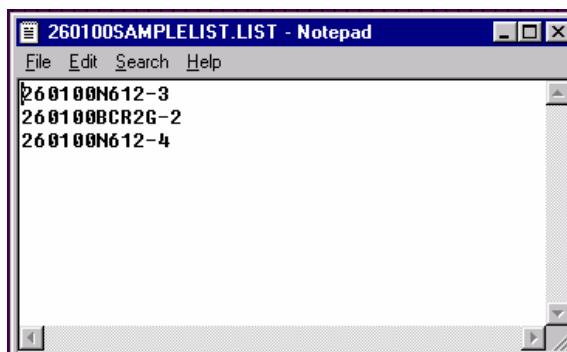 260100SAMPLELIST.LIST - Notepad
File Edit Search Help
260100N612-3
260100BCR2G-2
260100N612-4